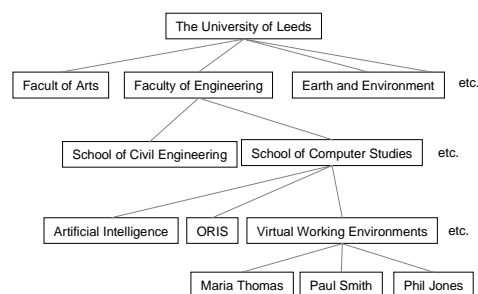 The University of Leeds
Facult of Arts Faculty of Engineering Earth and Environment etc.
School of Civil Engineering School of Computer Studies etc.
Artificial Intelligence ORIS Virtual Working Environments etc.
Maria Thomas Paul Smith Phil Jones